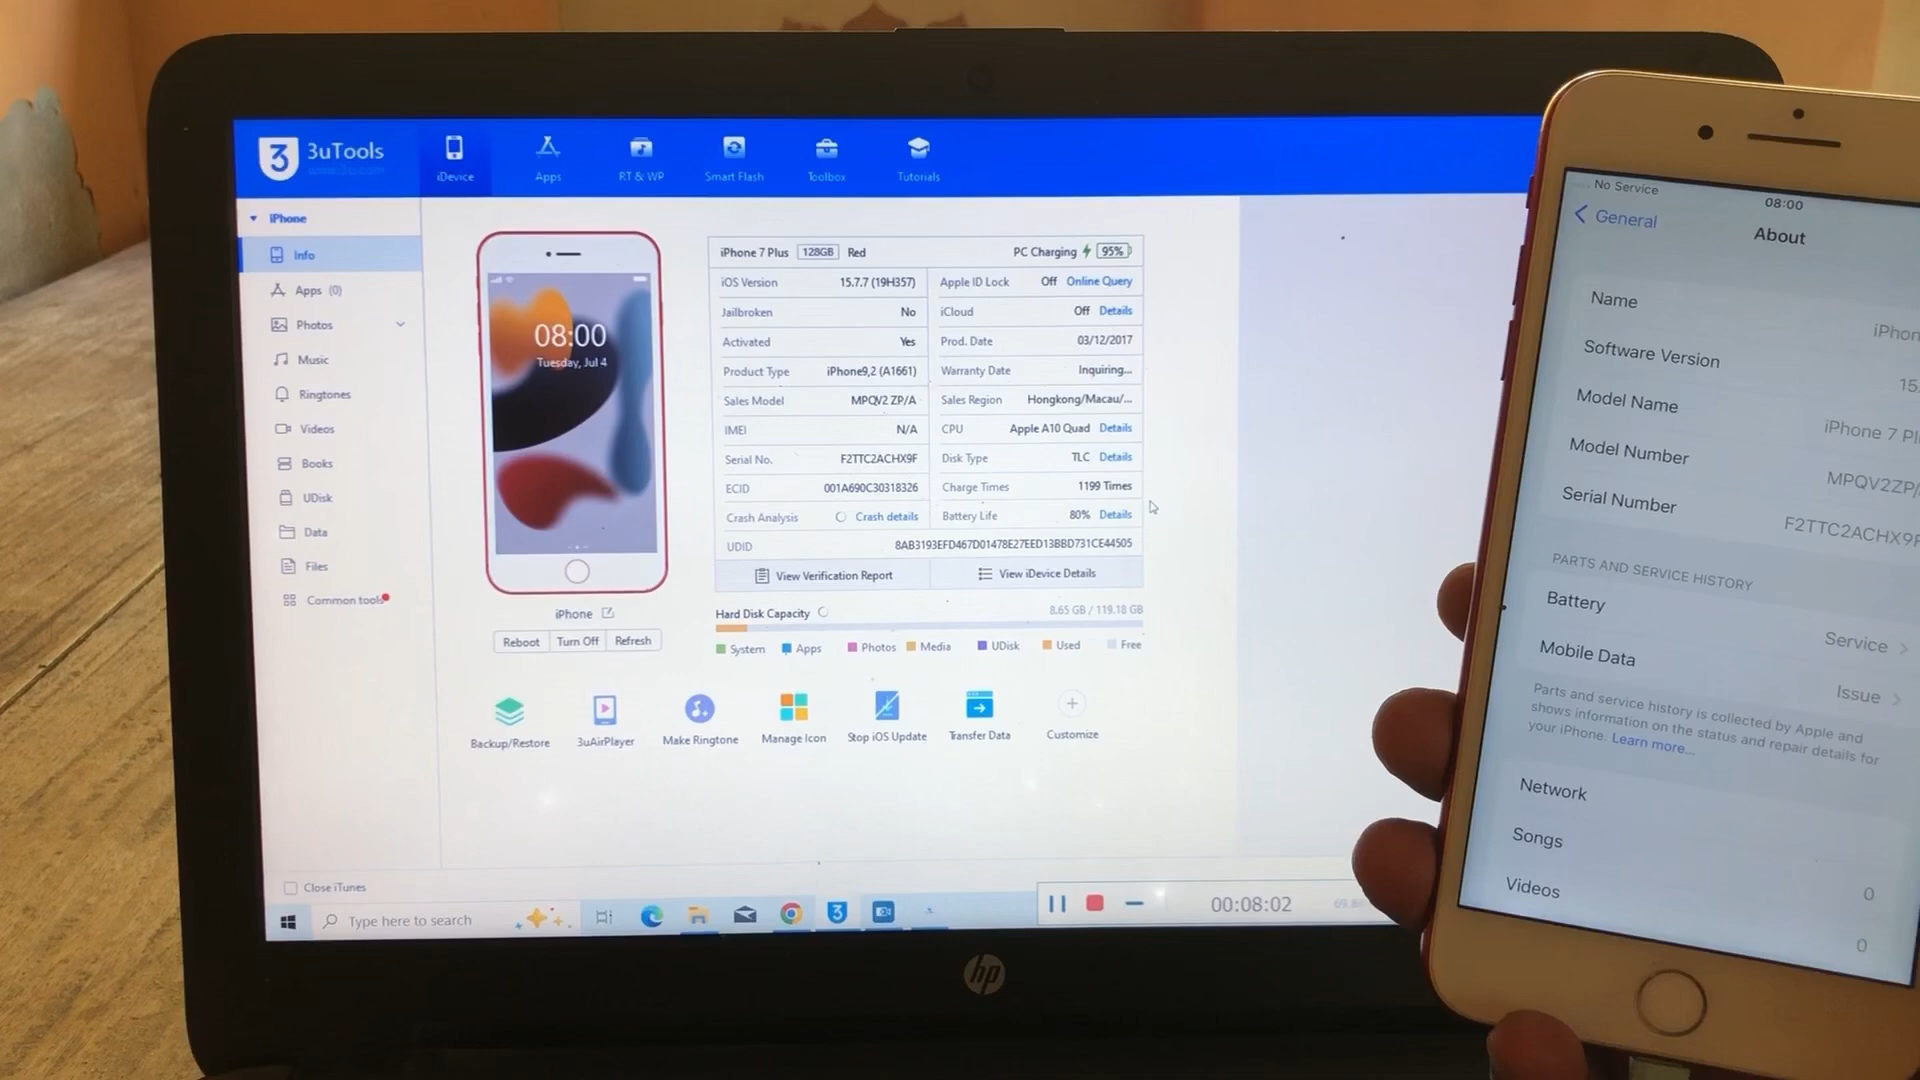 3 3uTools
www.3u.com
iDevice
Apps
RT & WP
Smart Flash
Toolbox
Tutorials
iPhone
Info
Apps (0)
Photos
Music
Ringtones
Videos
Books
UDisk
Data
Files
Common tools
Close iTunes
08:00
Tuesday, Jul 4
iPhone
Reboot Turn Off Refresh
iPhone 7 Plus 128GB Red PC Charging 95%
iOS Version 15.7.7 (19H357) Apple ID Lock Off Online Query
Jailbroken No iCloud Off Details
Activated Yes Prod. Date 03/12/2017
Product Type iPhone9,2 (A1661) Warranty Date Inquiring...
Sales Model MPQV2 ZP/A Sales Region Hongkong/Macau/...
IMEI N/A CPU Apple A10 Quad Details
Serial No. F2TTC2ACHX9F Disk Type TLC Details
ECID 001A690C30318326 Charge Times 1199 Times
Crash Analysis Crash details Battery Life 80% Details
UDID 8AB3193EFD467D01478E27EED13BBD731CE44505
View Verification Report View iDevice Details
Hard Disk Capacity 8.65 GB / 119.18 GB
System Apps Photos Media UDisk Used Free
Backup/Restore
3uAirPlayer
Make Ringtone
Manage Icon
Stop iOS Update
Transfer Data
Customize
Type here to search
00:08:02
hp
No Service
08:00
General
About
Name iPhon
Software Version 15.
Model Name iPhone 7 Pl
Model Number MPQV2ZP/
Serial Number F2TTC2ACHX9F
PARTS AND SERVICE HISTORY
Battery Service
Mobile Data Issue
Parts and service history is collected by Apple and
shows information on the status and repair details for
your iPhone. Learn more...
Network
Songs 0
Videos 0